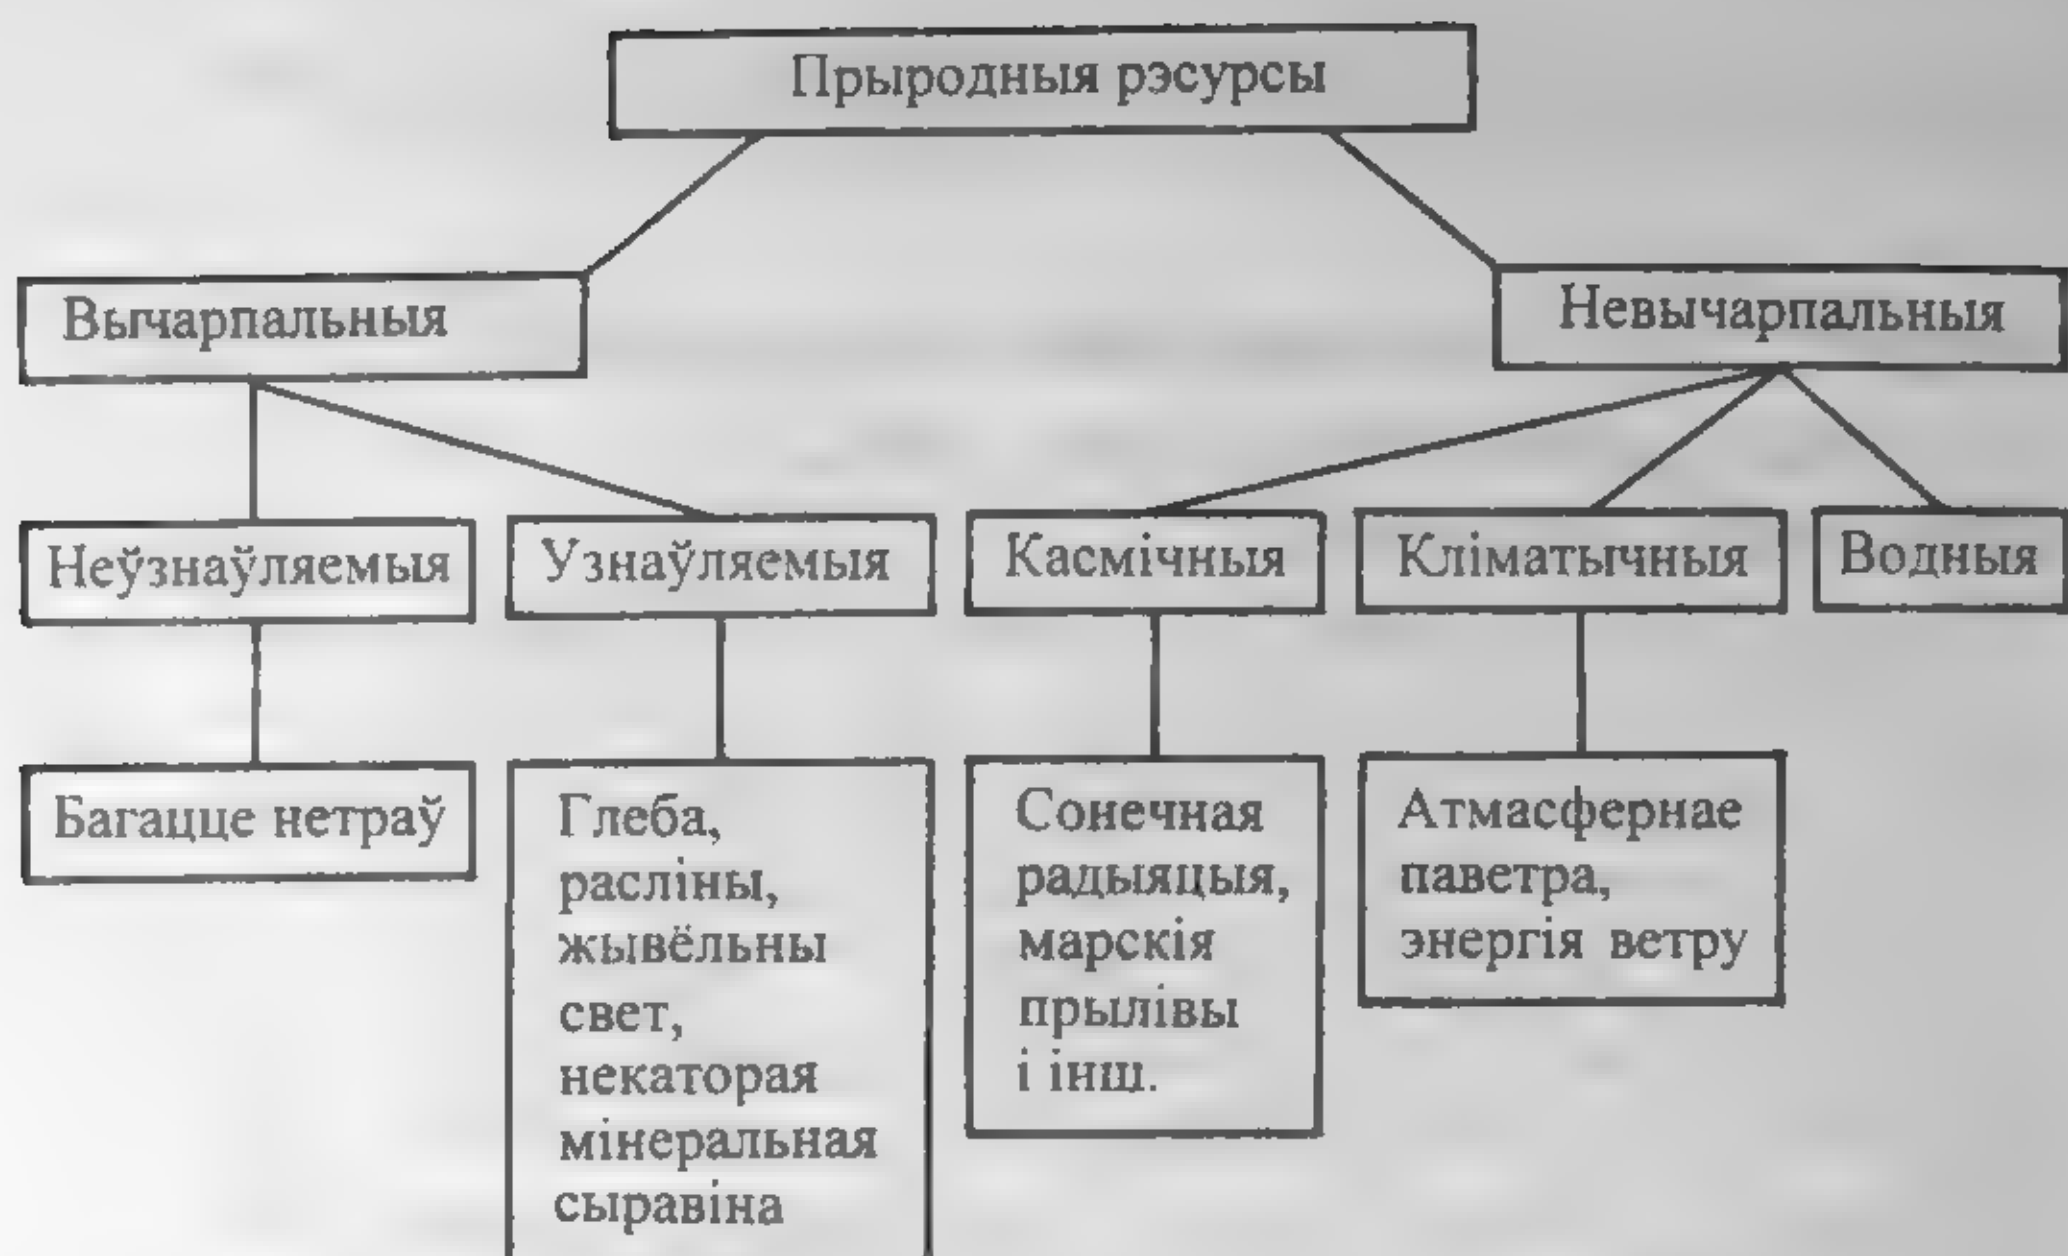 Прыродныя рэсурсы
Вычарпальныя
Невычарпальныя
Неўзнаўляемыя
Узнаўляемыя
Касмічныя
Кліматычныя
Водныя
Багацце нетраў
Глеба,
расліны,
жывёльны
свет,
некаторая
мінеральная
сыравіна
Сонечная
радыяцыя,
марскія
прылівы
і інш.
Атмасфернае
паветра,
энергія ветру